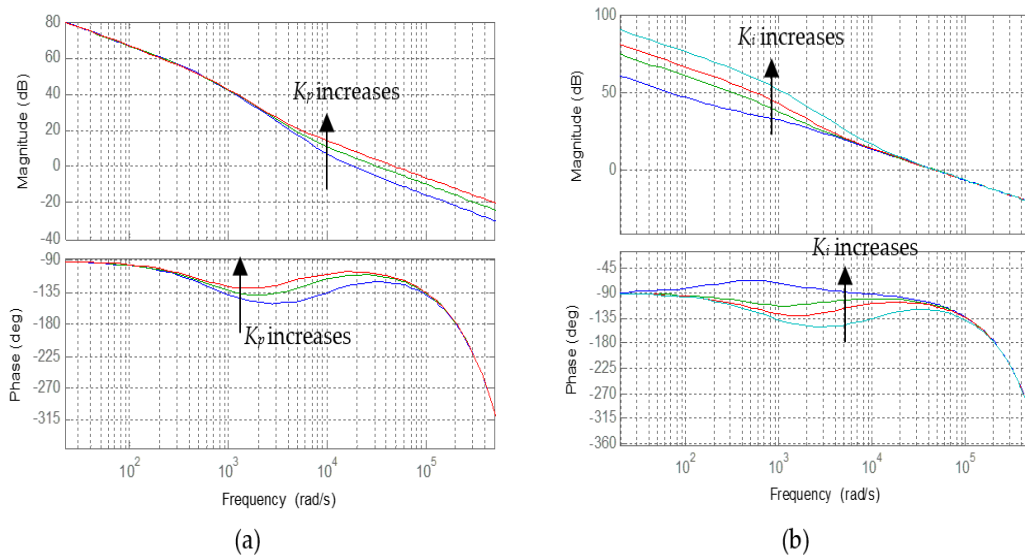 80
60
40
20
0
-20
-40
Magnitude (dB)
Kp increases
-90
-135
-180
-225
-270
-315
Phase (deg)
Kp increases
10^2
10^3
10^4
10^5
Frequency (rad/s)
(a)
100
50
0
Magnitude (dB)
Ki increases
-45
-90
-135
-180
-225
-270
-315
-360
Phase (deg)
Ki increases
10^2
10^3
10^4
10^5
Frequency (rad/s)
(b)